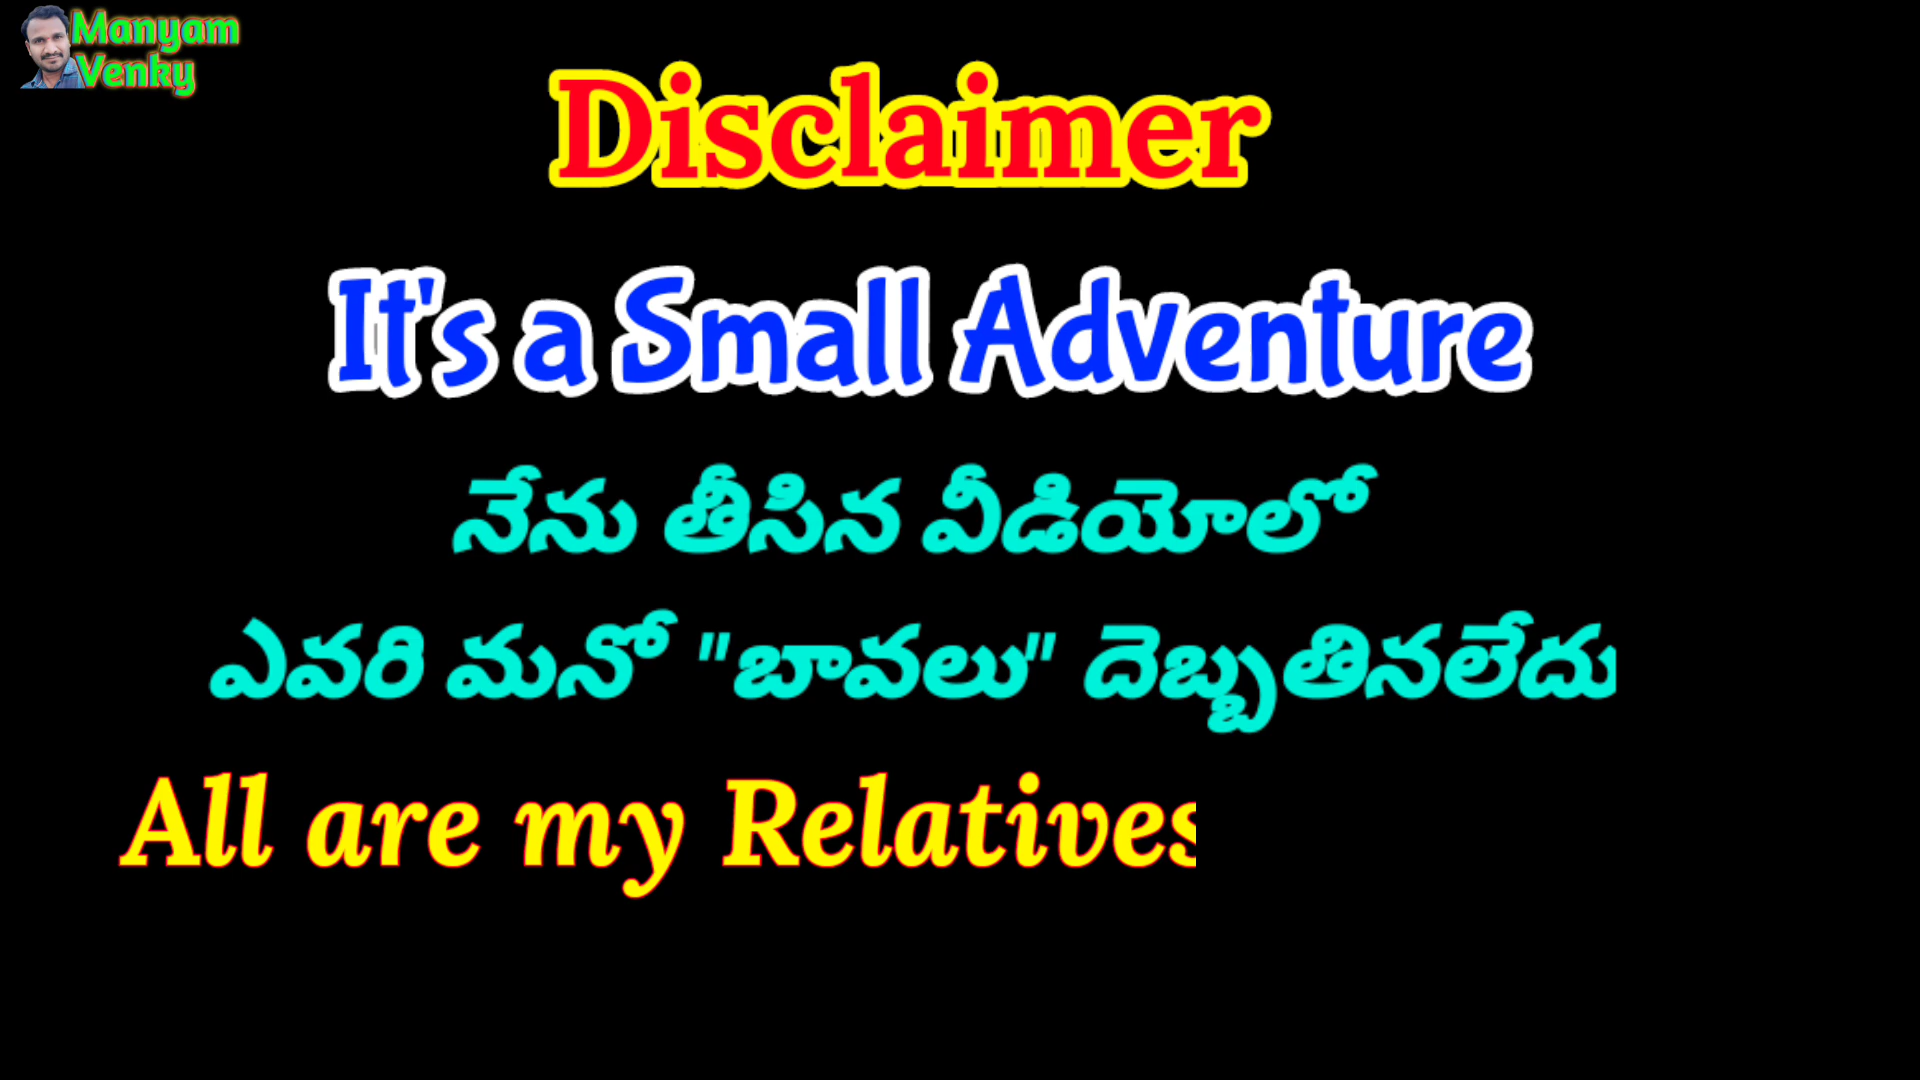 Manyam
Venky
Disclaimer
It's a Small Adventure
నేను తీసిన వీడియోలో
ఎవరి మనో "బావలు" దెబ్బతినలేదు
All are my Relatives